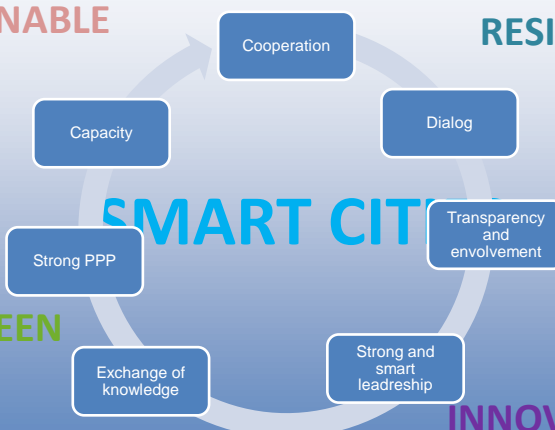 NABLE
RESI
Cooperation
Dialog
Capacity
SMART CIT
Transparency
and
envolvement
Strong PPP
EEN
Strong and
smart
leadreship
Exchange of
knowledge
INNOV